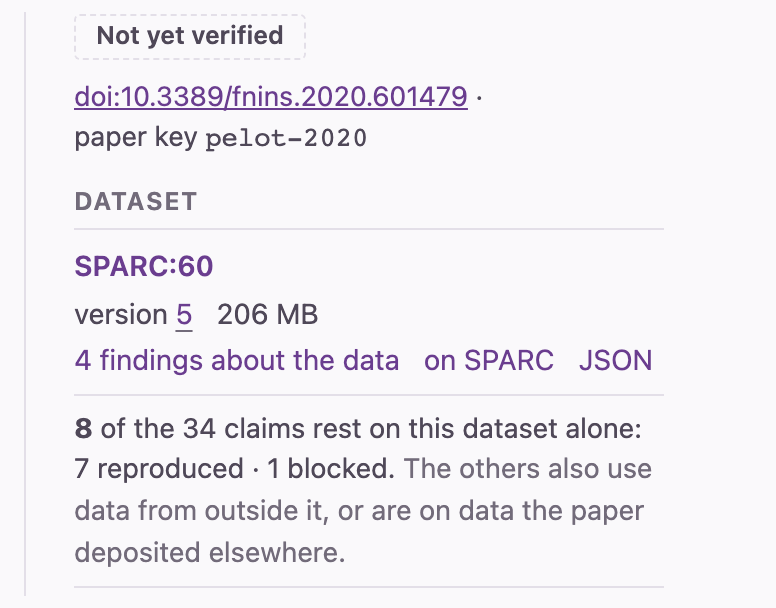 Not yet verified
doi:10.3389/fnins.2020.601479 ·
paper key pelot-2020
DATASET
SPARC:60
version 5 206 MB
4 findings about the data on SPARC JSON
8 of the 34 claims rest on this dataset alone:
7 reproduced · 1 blocked. The others also use
data from outside it, or are on data the paper
deposited elsewhere.